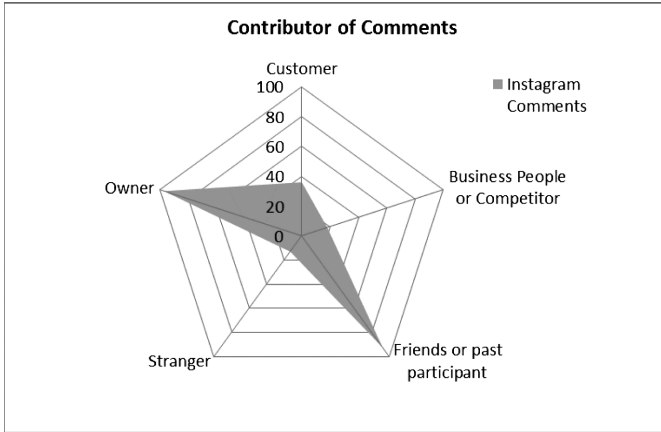 Contributor of Comments
Customer
100
80
60
40
20
0
Instagram
Comments
Business People
or Competitor
Owner
Stranger
Friends or past
participant